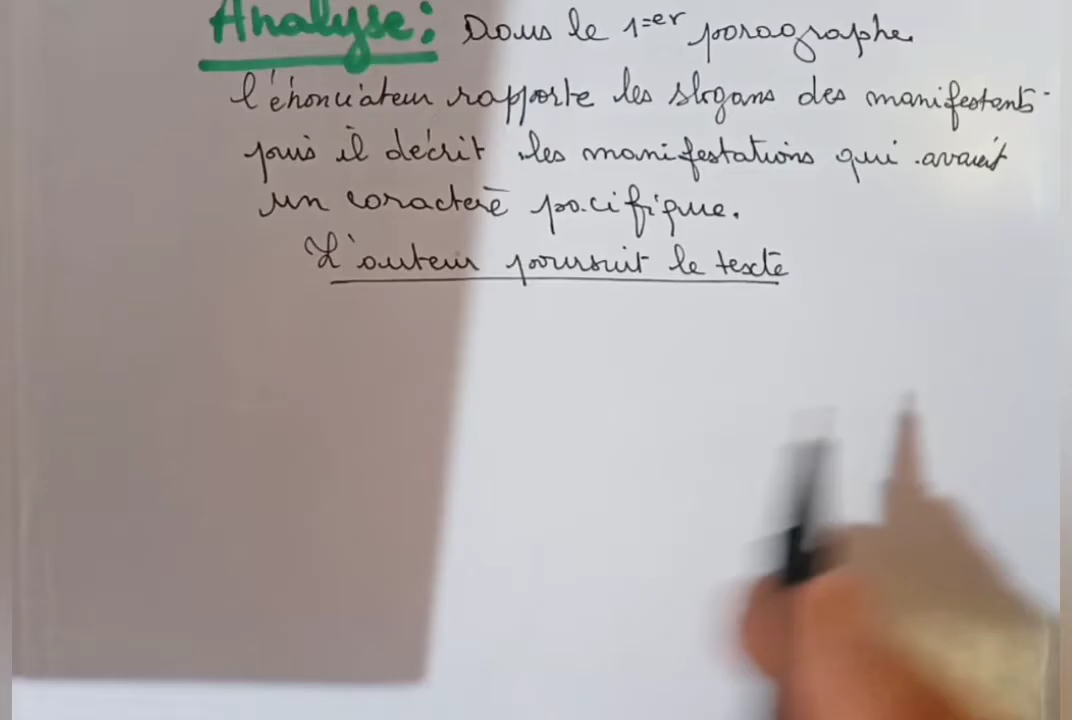 Analyse: Dans le 1er paragraphe
l'énonciateur rapporte les slogans des manifestants.
puis il décrit les manifestations qui avait
un caractère pacifique.
L'auteur poursuit le texte